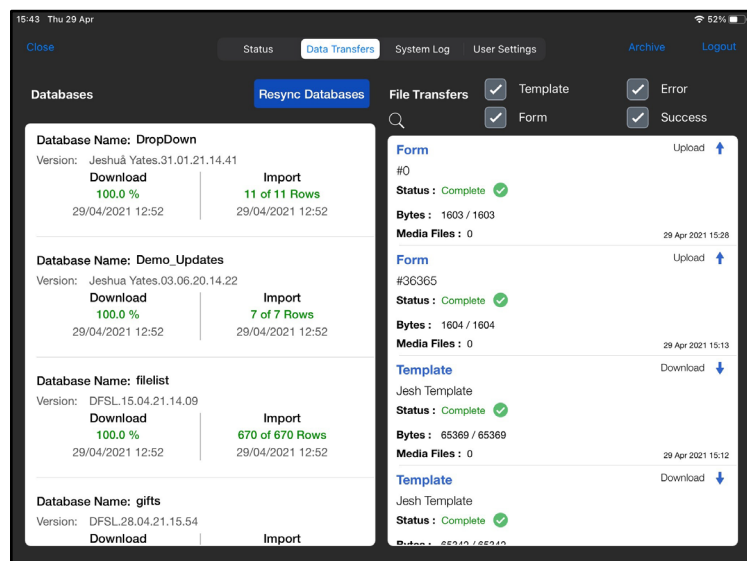 15:43 Thu 29 Apr
52%
Close
Status
Data Transfers
System Log
User Settings
Archive
Logout
Databases
Resync Databases
Database Name: DropDown
Version: Jeshuâ Yates.31.01.21.14.41
Download Import
100.0 % 11 of 11 Rows
29/04/2021 12:52 29/04/2021 12:52
Database Name: Demo_Updates
Version: Jeshua Yates.03.06.20.14.22
Download Import
100.0 % 7 of 7 Rows
29/04/2021 12:52 29/04/2021 12:52
Database Name: filelist
Version: DFSL.15.04.21.14.09
Download Import
100.0 % 670 of 670 Rows
29/04/2021 12:52 29/04/2021 12:52
Database Name: gifts
Version: DFSL.28.04.21.15.54
Download Import
File Transfers
Template
Error
Form
Success
Form Upload
#0
Status : Complete
Bytes : 1603 / 1603
Media Files : 0 29 Apr 2021 15:28
Form Upload
#36365
Status : Complete
Bytes : 1604 / 1604
Media Files : 0 29 Apr 2021 15:13
Template Download
Jesh Template
Status : Complete
Bytes : 65369 / 65369
Media Files : 0 29 Apr 2021 15:12
Template Download
Jesh Template
Status : Complete
Bytes : 65342 / 65342